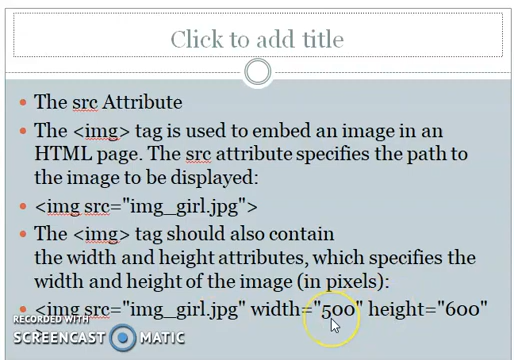 Click to add title
The src Attribute
The <img> tag is used to embed an image in an
HTML page. The src attribute specifies the path to
the image to be displayed:
<img src="img_girl.jpg">
The <img> tag should also contain
the width and height attributes, which specifies the
width and height of the image (in pixels):
<img src="img_girl.jpg" width="500" height="600"
>
RECORDED WITH
SCREENCAST MATIC